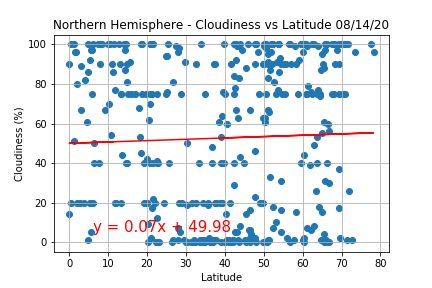 Northern Hemisphere - Cloudiness vs Latitude 08/14/20
Cloudiness (%)
100
80
60
40
20
0
y = 0.07x + 49.98
0 10 20 30 40 50 60 70 80
Latitude